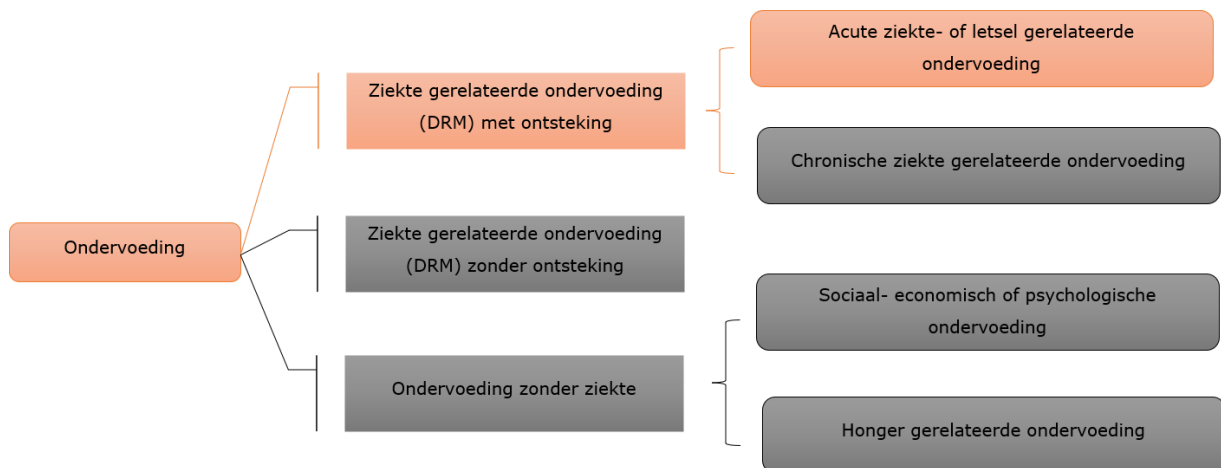 Ondervoeding
Ziekte gerelateerde ondervoeding
(DRM) met ontsteking
Acute ziekte- of letsel gerelateerde
ondervoeding
Chronische ziekte gerelateerde ondervoeding
Ziekte gerelateerde ondervoeding
(DRM) zonder ontsteking
Ondervoeding zonder ziekte
Sociaal- economisch of psychologische
ondervoeding
Honger gerelateerde ondervoeding